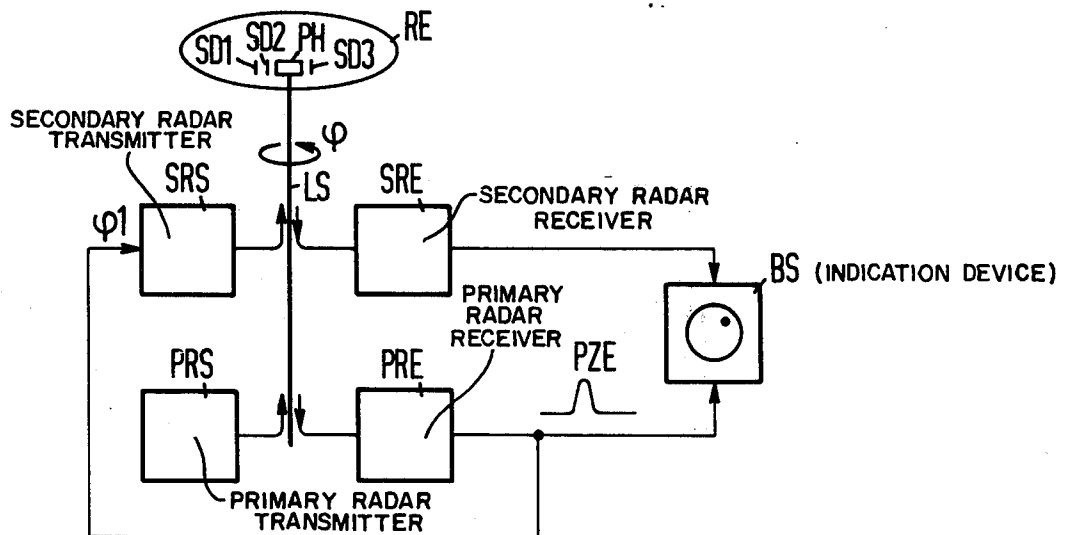 RE
SD1 SD2 PH SD3
SECONDARY RADAR
TRANSMITTER
φ
SRS
LS
SRE
SECONDARY RADAR
RECEIVER
φ1
BS (INDICATION DEVICE)
PRIMARY
RADAR
RECEIVER
PRS
PRE
PZE
PRIMARY RADAR
TRANSMITTER